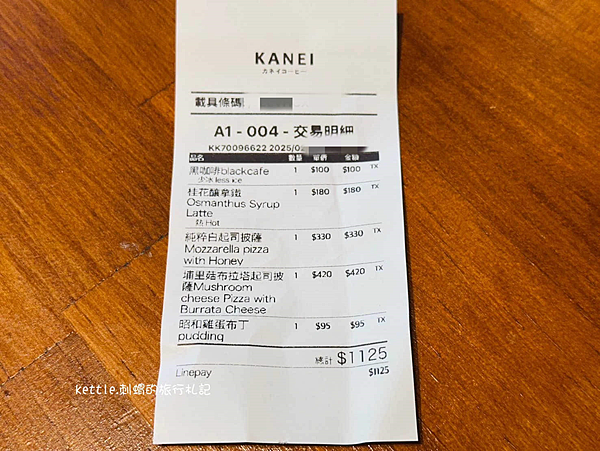 KANEI
カネイコーヒー
載具條碼:
A1 - 004 - 交易明細
KK70096622 2025/0
品名 數量 單價 金額
黑咖啡blackcafe 1 $100 $100 TX
少冰 less ice
桂花釀拿鐵 1 $180 $180 TX
Osmanthus Syrup
Latte
熱 Hot
純粹白起司披薩 1 $330 $330 TX
Mozzarella pizza
with Honey
埔里菇布拉塔起司披 1 $420 $420 TX
薩Mushroom
cheese Pizza with
Burrata Cheese
昭和雞蛋布丁 1 $95 $95 TX
pudding
總計 $1125
Linepay $1125
kettle.刺蝟的旅行札記